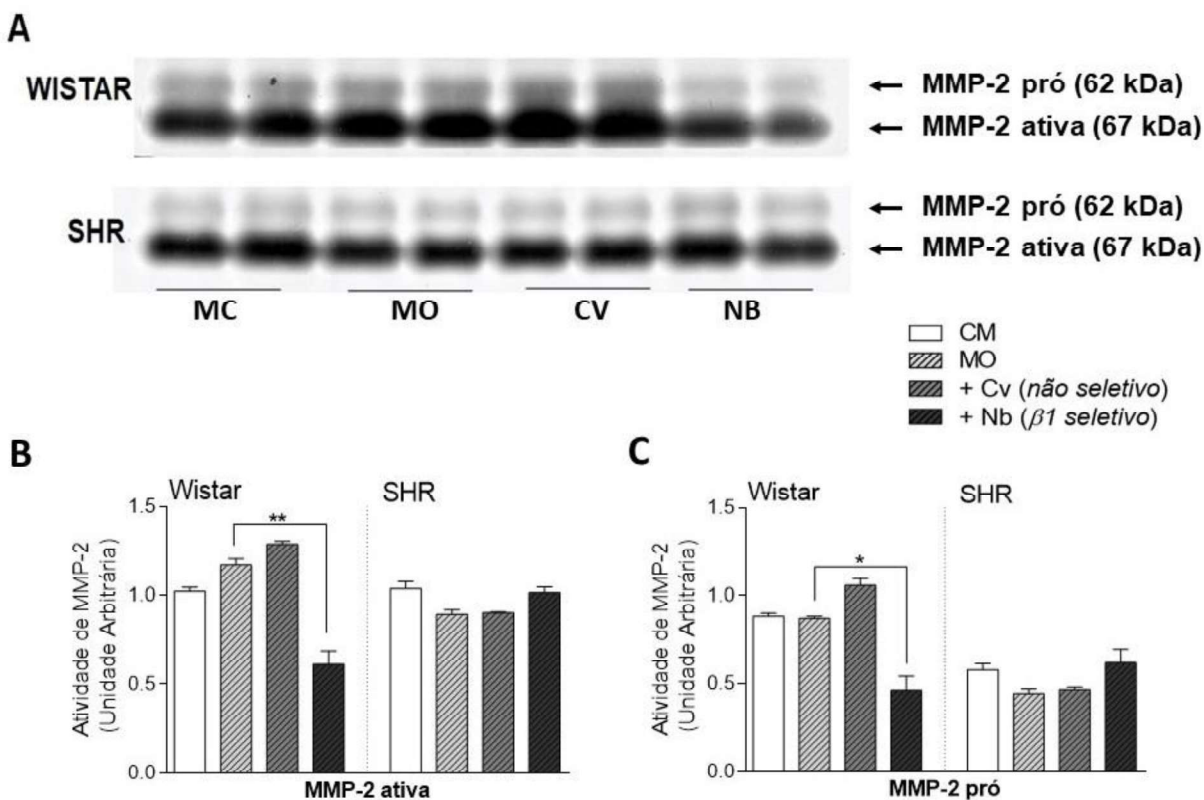 A
WISTAR
MMP-2 pró (62 kDa)
MMP-2 ativa (67 kDa)
SHR
MMP-2 pró (62 kDa)
MMP-2 ativa (67 kDa)
MC MO CV NB
CM
MO
+ Cv (não seletivo)
+ Nb (β1 seletivo)
B
Wistar SHR
Atividade de MMP-2
(Unidade Arbitrária)
1.5
1.0
0.5
0.0
**
MMP-2 ativa
C
Wistar SHR
Atividade de MMP-2
(Unidade Arbitrária)
1.5
1.0
0.5
0.0
*
MMP-2 pró